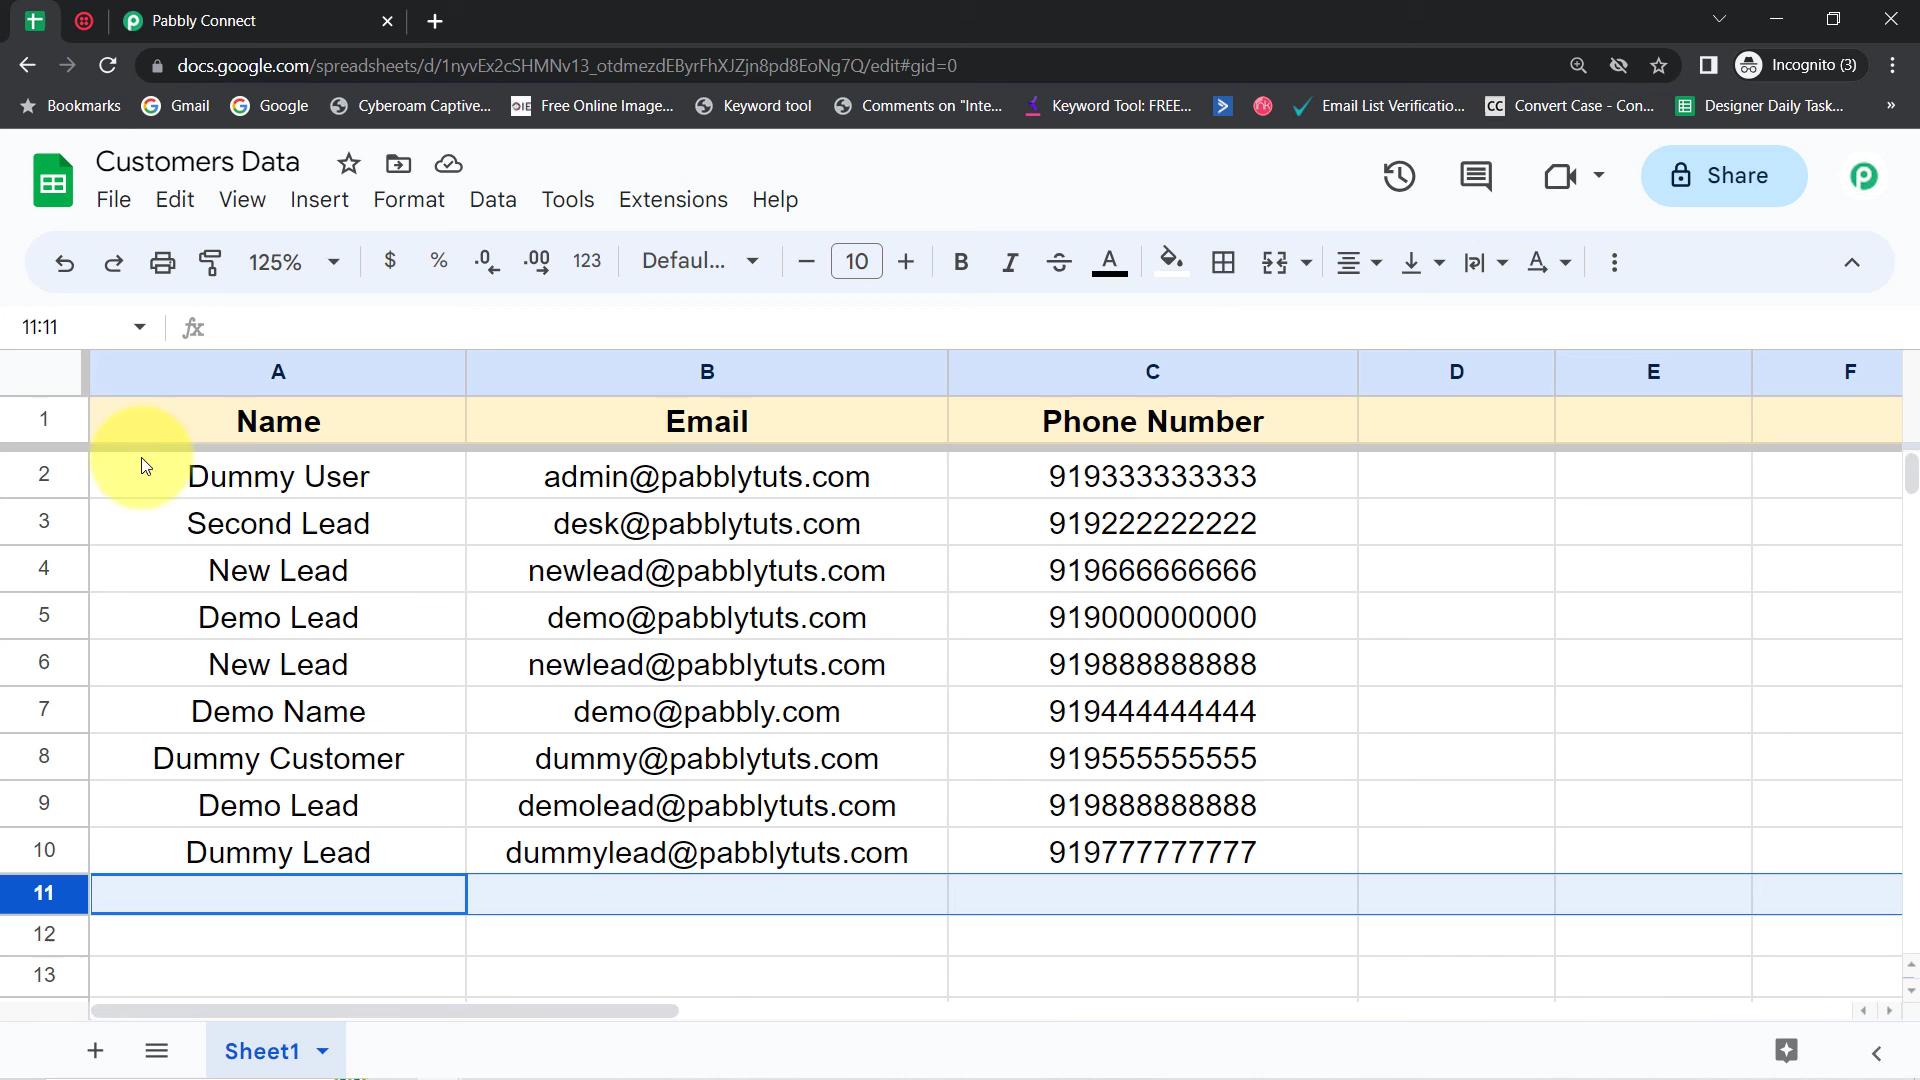 Pabbly Connect
docs.google.com/spreadsheets/d/1nyvEx2cSHMNv13_otdmezdEByrFhXJZjn8pd8EoNg7Q/edit#gid=0
Incognito (3)
Bookmarks Gmail Google Cyberoam Captive... OIE Free Online Image... Keyword tool Comments on "Inte... Keyword Tool: FREE... Email List Verificatio... CC Convert Case - Con... Designer Daily Task... »
Customers Data
File Edit View Insert Format Data Tools Extensions Help
Share
125% $ % .0 .00 123 Defaul... 10 B I S A
11:11 fx
A B C D E F
1 Name Email Phone Number
2 Dummy User admin@pabblytuts.com 919333333333
3 Second Lead desk@pabblytuts.com 919222222222
4 New Lead newlead@pabblytuts.com 919666666666
5 Demo Lead demo@pabblytuts.com 919000000000
6 New Lead newlead@pabblytuts.com 919888888888
7 Demo Name demo@pabbly.com 919444444444
8 Dummy Customer dummy@pabblytuts.com 919555555555
9 Demo Lead demolead@pabblytuts.com 919888888888
10 Dummy Lead dummylead@pabblytuts.com 919777777777
11
12
13
Sheet1